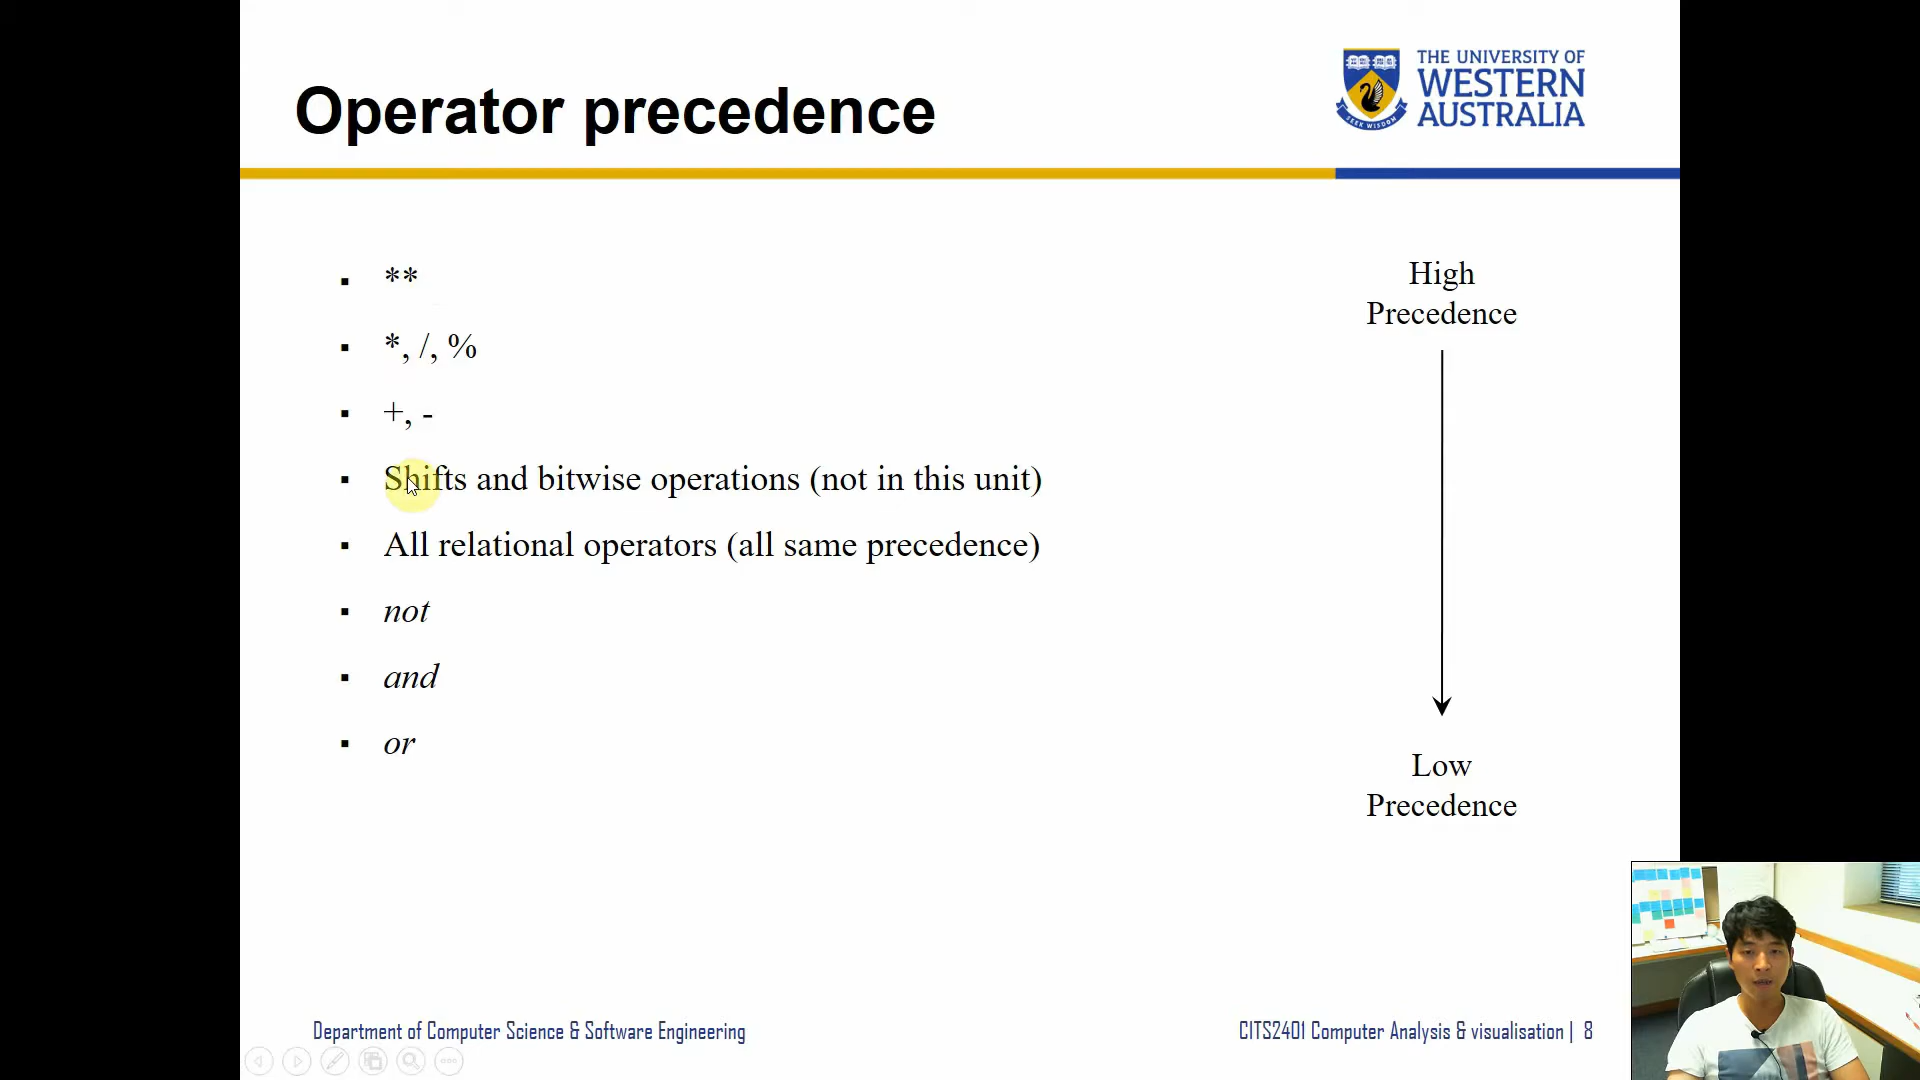 Operator precedence
THE UNIVERSITY OF
WESTERN
AUSTRALIA
SEEK WISDOM
**
*, /, %
+, -
Shifts and bitwise operations (not in this unit)
All relational operators (all same precedence)
not
and
or
High
Precedence
Low
Precedence
Department of Computer Science & Software Engineering
CITS2401 Computer Analysis & visualisation | 8